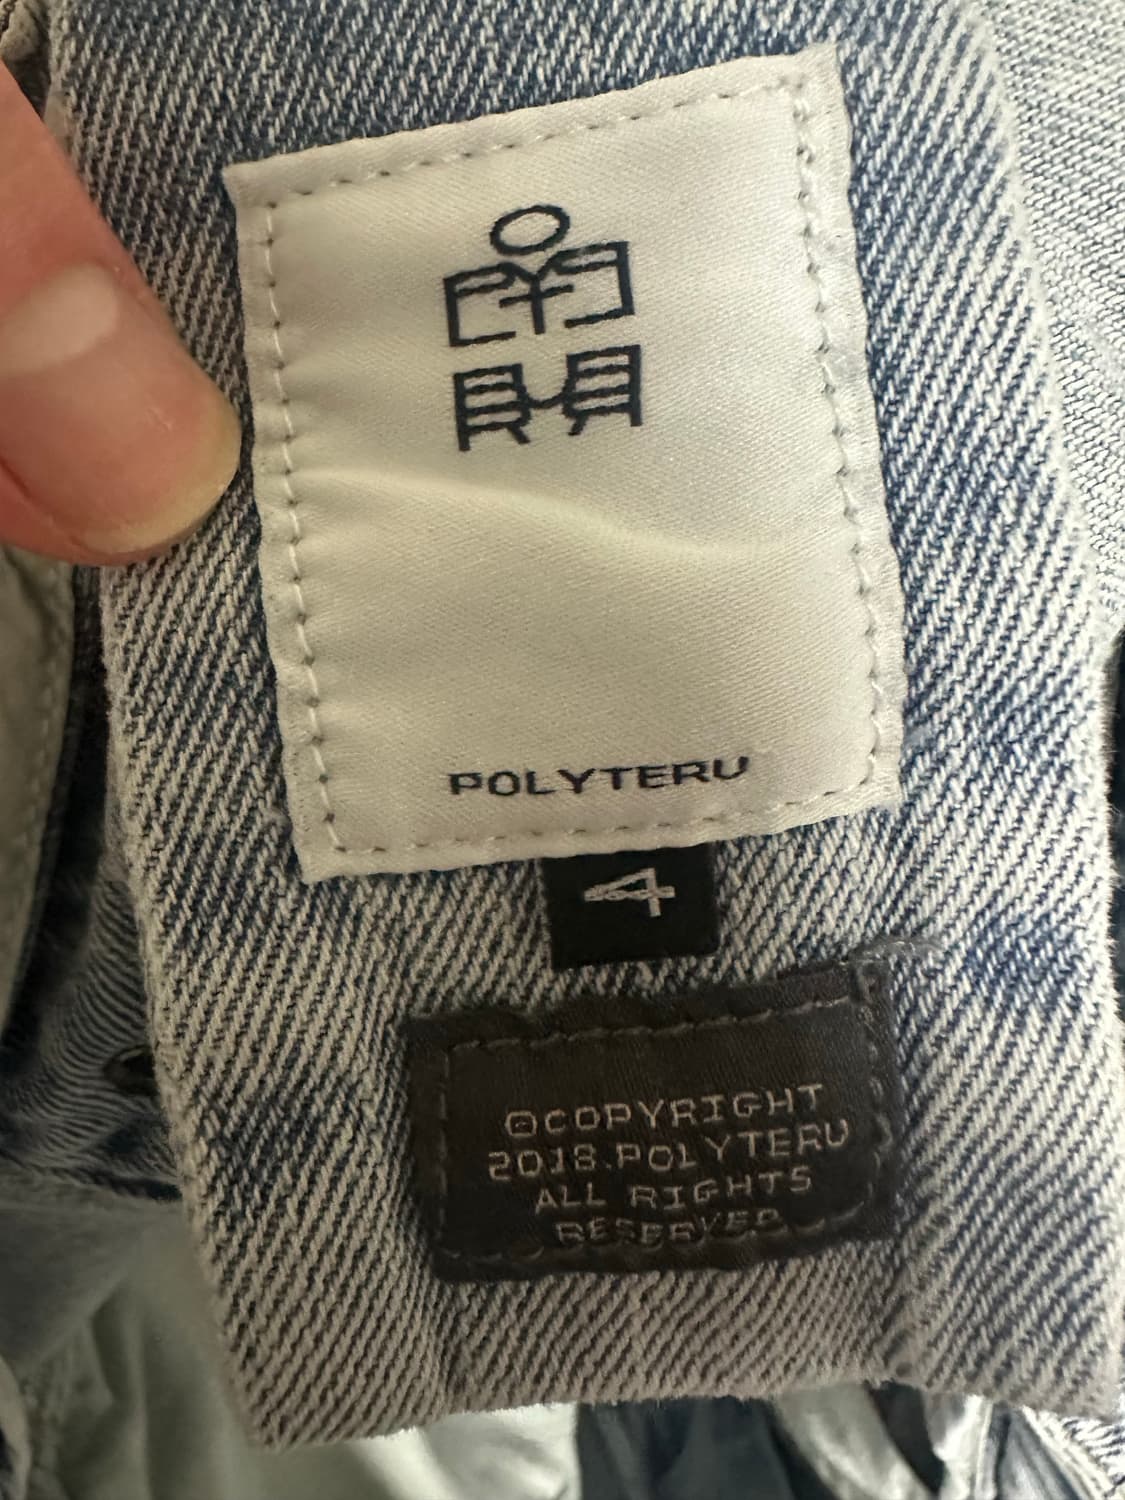 POLYTERU
4
©COPYRIGHT
2018.POLYTERU
ALL RIGHTS
RESERVED